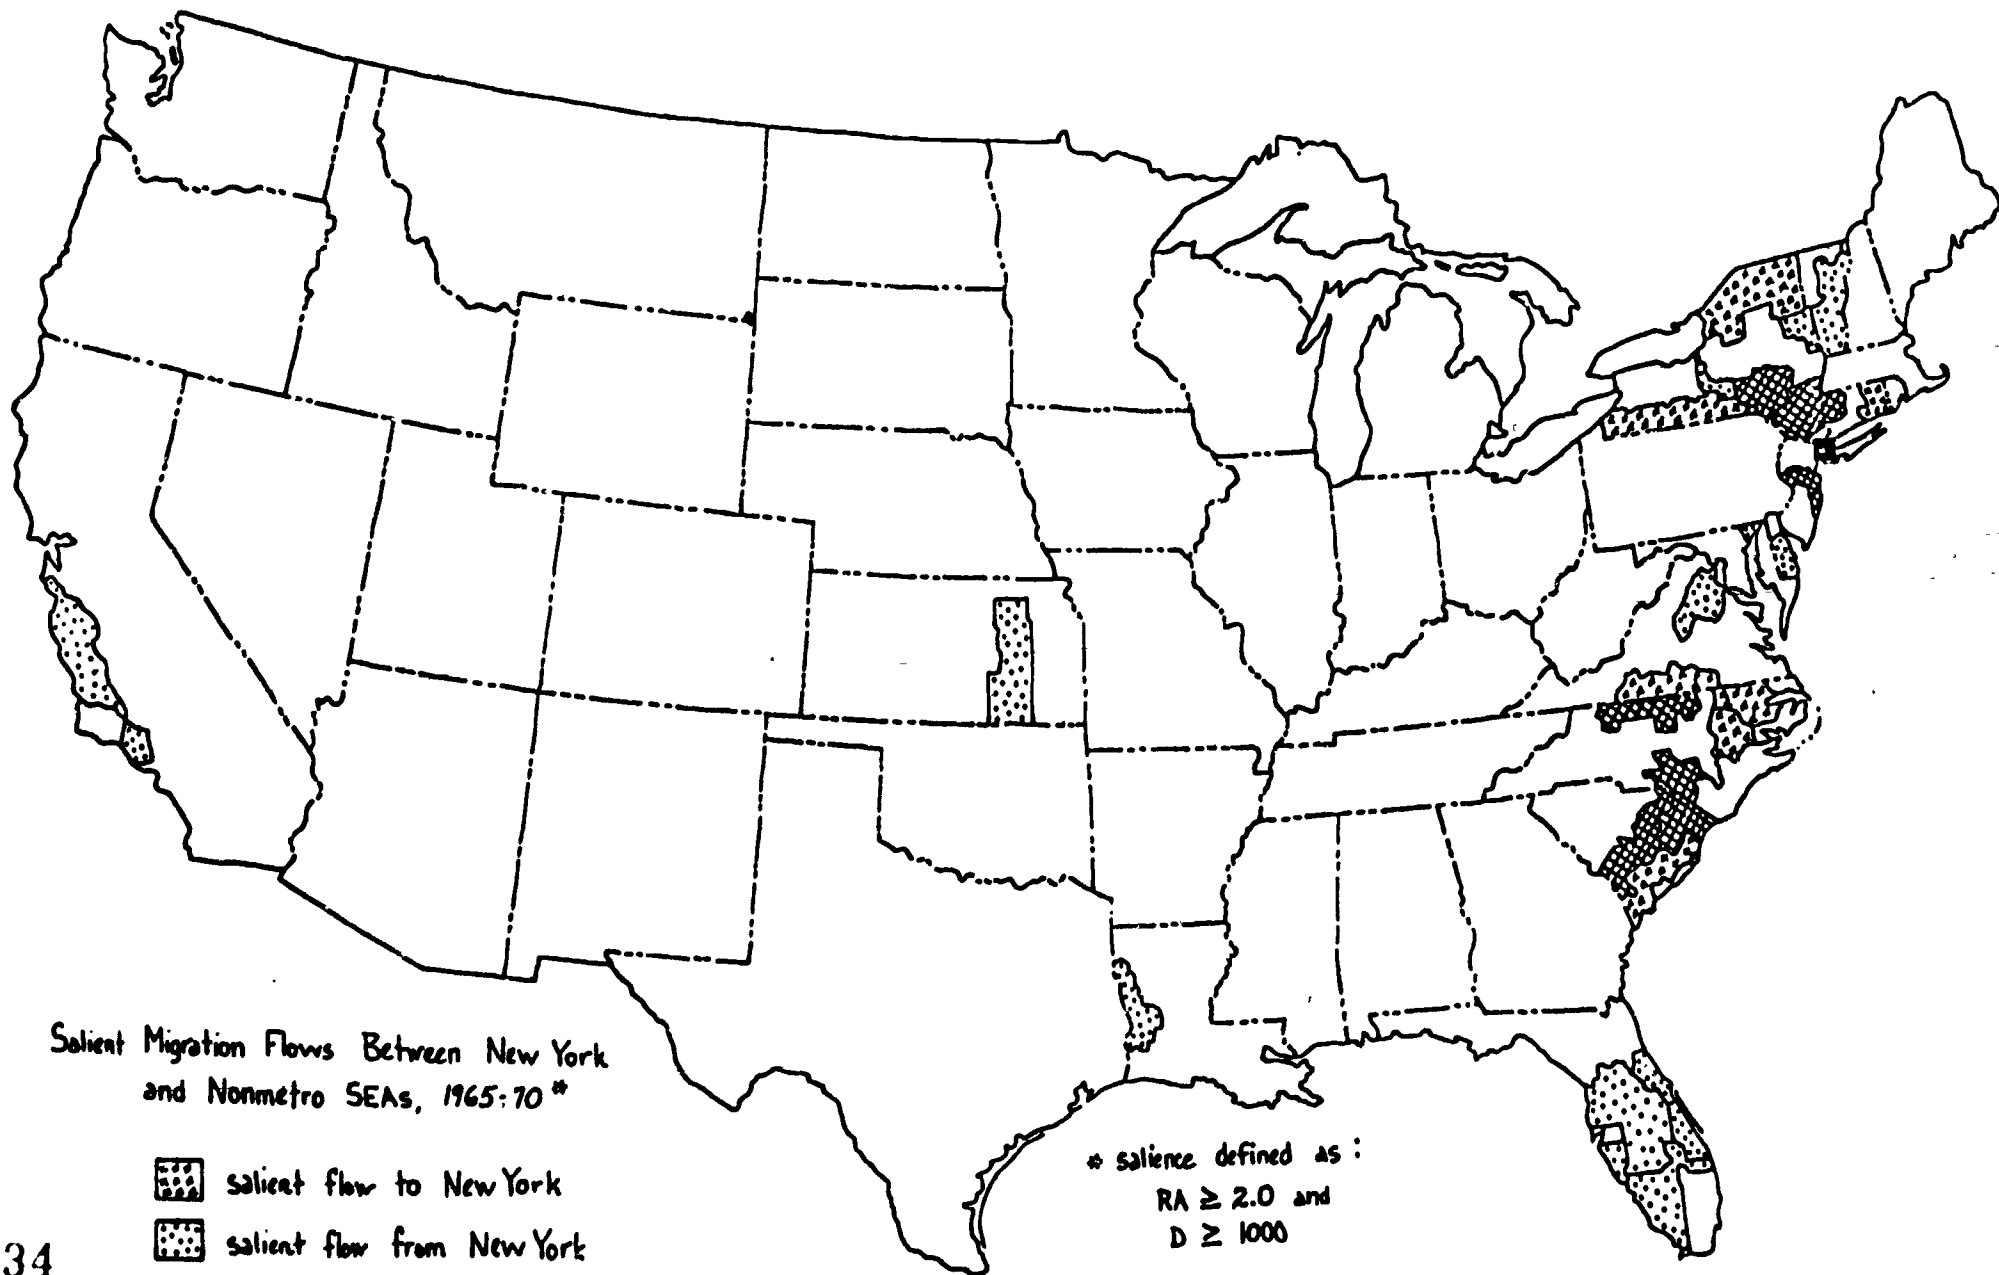 Salient Migration Flows Between New York
and Nonmetro SEAs, 1965-70 *
salient flow to New York
salient flow from New York
* salience defined as :
RA ≥ 2.0 and
D ≥ 1000
34